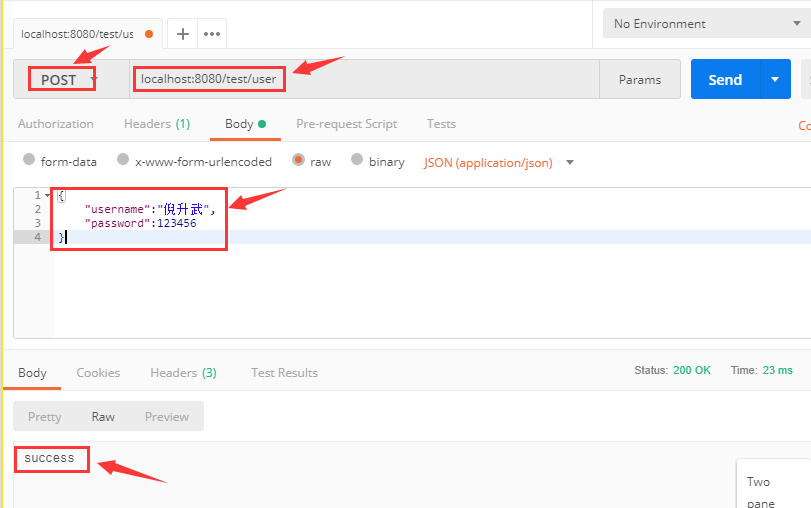 localhost:8080/test/us
No Environment
POST
localhost:8080/test/user
Params
Send
Authorization
Headers (1)
Body
Pre-request Script
Tests
Co
form-data
x-www-form-urlencoded
raw
binary
JSON (application/json)
1 {
2 "username":"倪升武",
3 "password":123456
4 }
Body
Cookies
Headers (3)
Test Results
Status: 200 OK
Time: 23 ms
Pretty
Raw
Preview
success
Two
pane